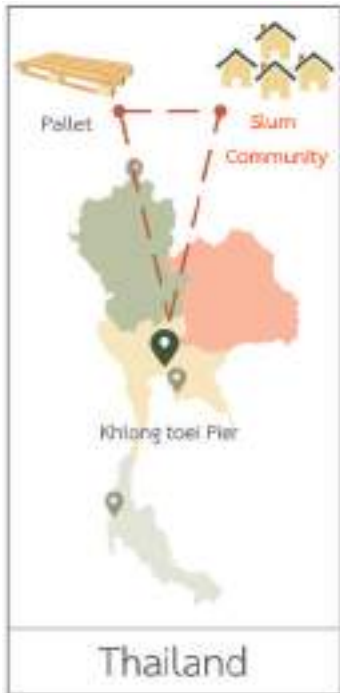 Pallet
Slum
Community
Khlong toei Pier
Thailand